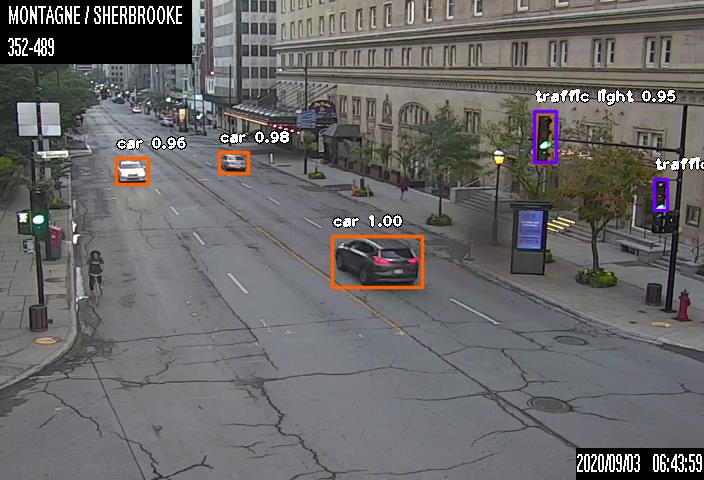 MONTAGNE / SHERBROOKE
352-489
traffic light 0.95
car 0.96
car 0.98
traffic
car 1.00
2020/09/03 06:43:59